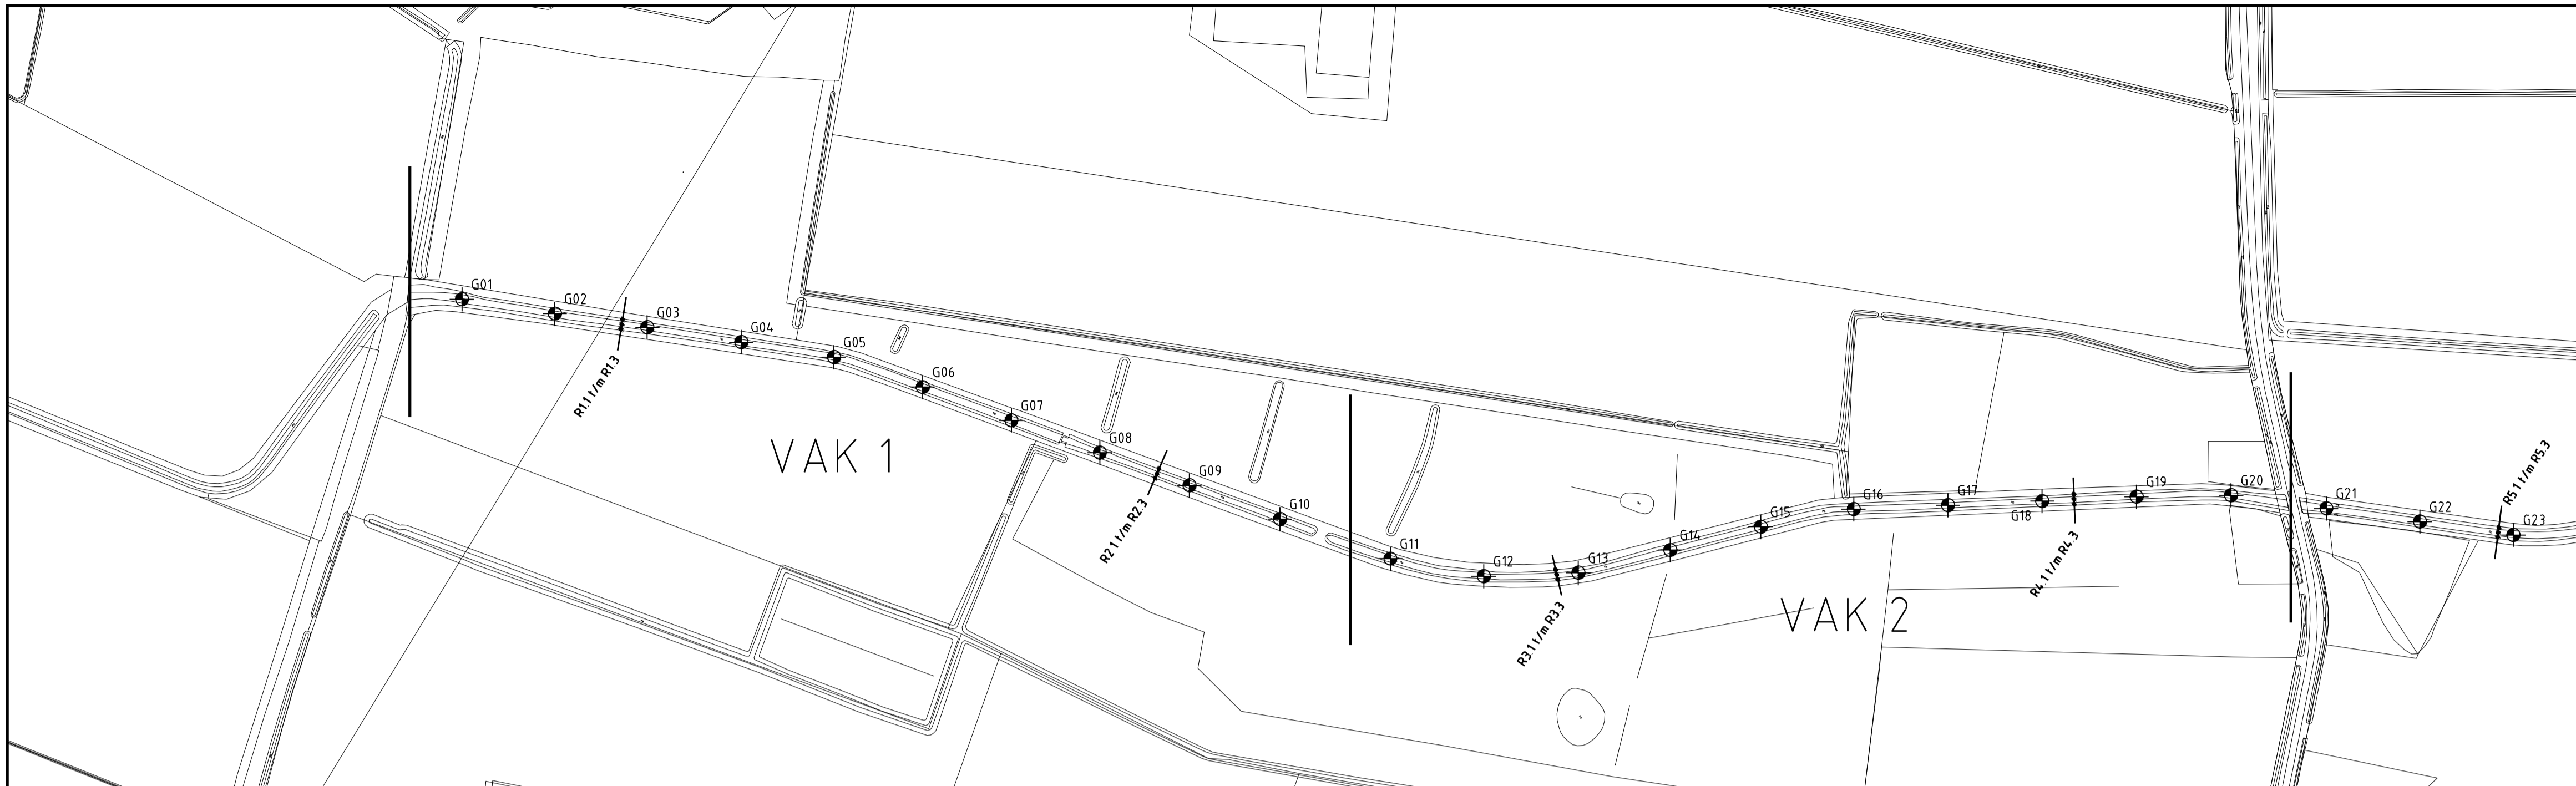 G01
G02
G03
G04
G05
G06
G07
G08
G09
G10
G11
G12
G13
G14
G15
G16
G17
G18
G19
G20
G21
G22
G23
R1.1 t/m R1.3
R2.1 t/m R2.3
R3.1 t/m R3.3
R4.1 t/m R4.3
R5.1 t/m R5.3
VAK 1
VAK 2